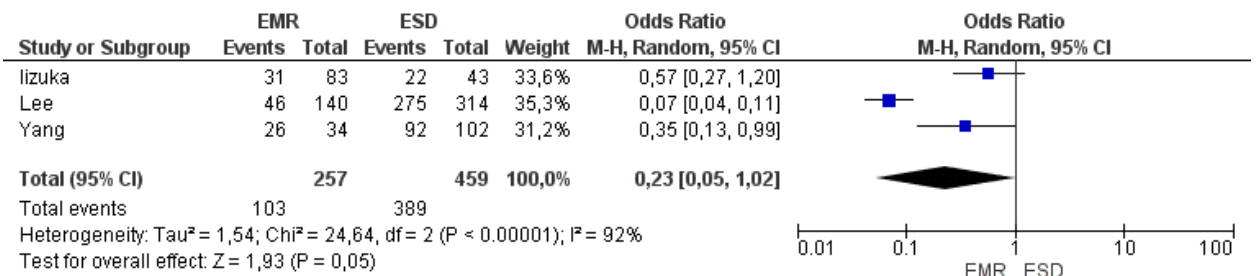 EMR ESD Odds Ratio Odds Ratio
Study or Subgroup Events Total Events Total Weight M-H, Random, 95% CI M-H, Random, 95% CI
Iizuka 31 83 22 43 33,6% 0,57 [0,27, 1,20]
Lee 46 140 275 314 35,3% 0,07 [0,04, 0,11]
Yang 26 34 92 102 31,2% 0,35 [0,13, 0,99]
Total (95% CI) 257 459 100,0% 0,23 [0,05, 1,02]
Total events 103 389
Heterogeneity: Tau² = 1,54; Chi² = 24,64, df = 2 (P < 0.00001); I² = 92%
Test for overall effect: Z = 1,93 (P = 0,05)
0.01 0.1 1 10 100
EMR ESD